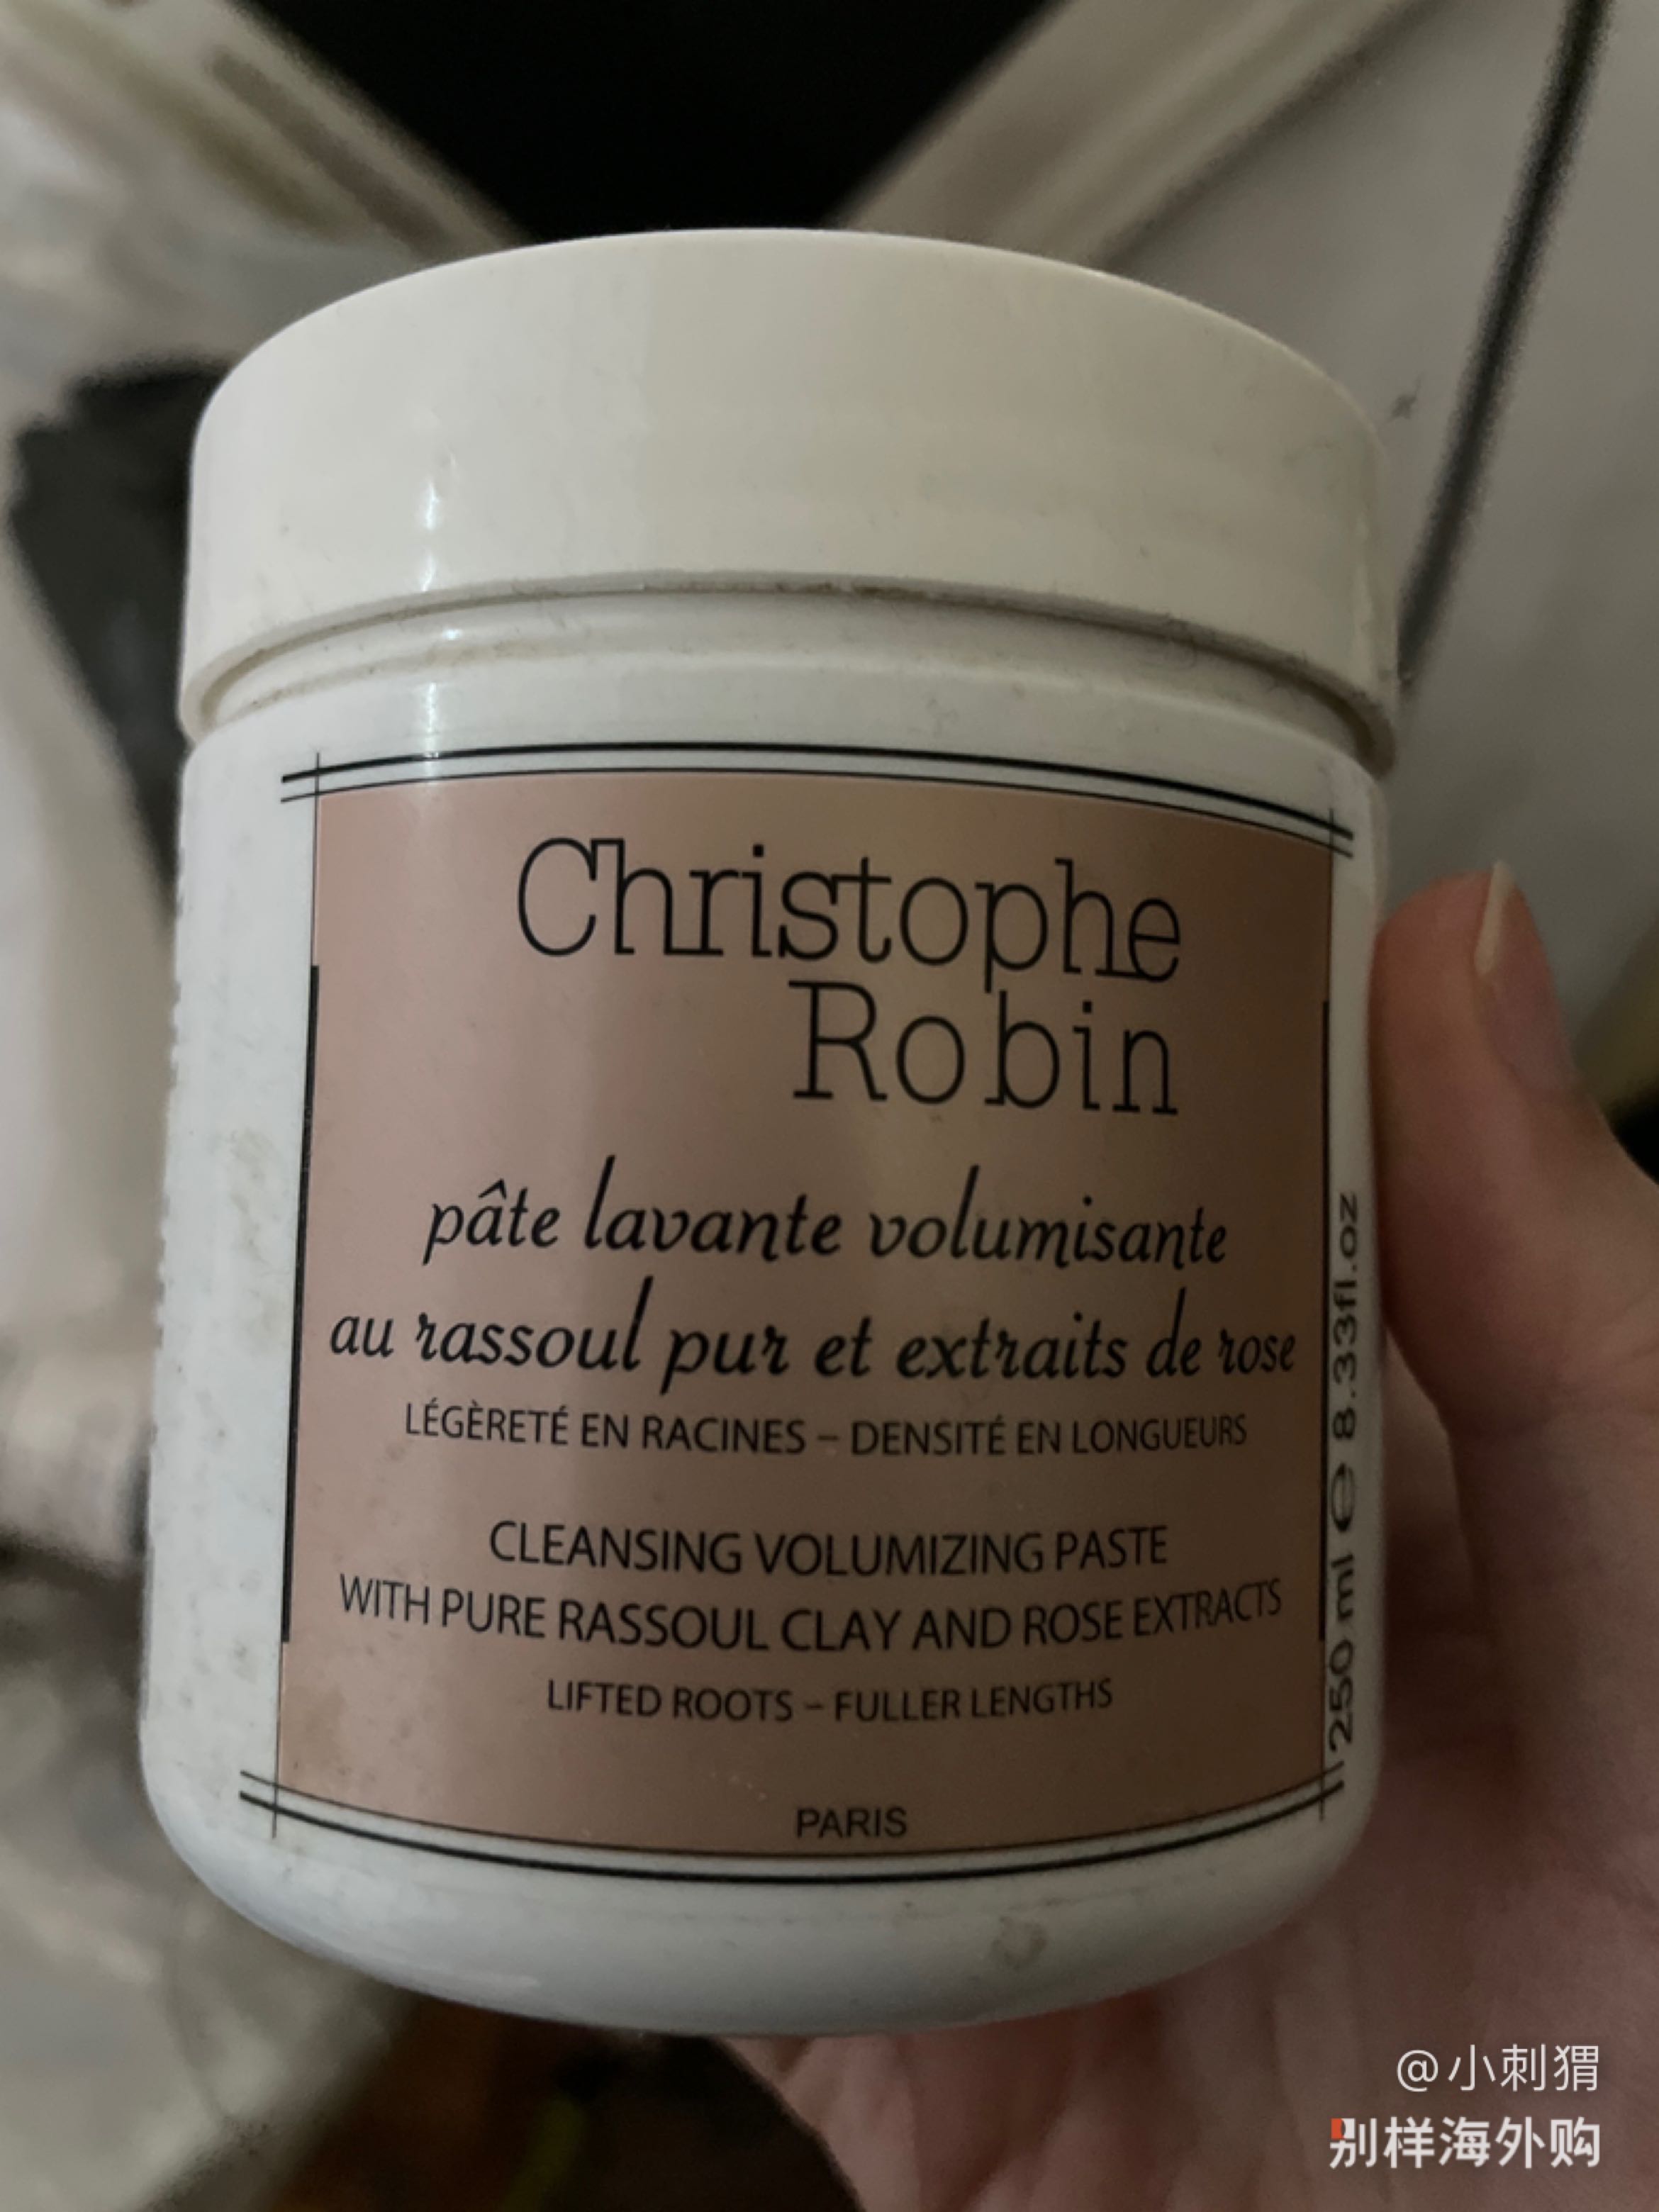 Christophe
Robin
pâte lavante volumisante
au rassoul pur et extraits de rose
LÉGÈRETÉ EN RACINES – DENSITÉ EN LONGUEURS
CLEANSING VOLUMIZING PASTE
WITH PURE RASSOUL CLAY AND ROSE EXTRACTS
LIFTED ROOTS – FULLER LENGTHS
PARIS
250 ml ℮ 8.33fl.oz
@小刺猬
别样海外购